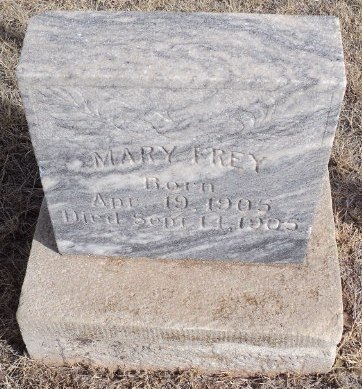 MARY FREY
Born
Apr. 19, 1905
Died Sept. 14, 1905